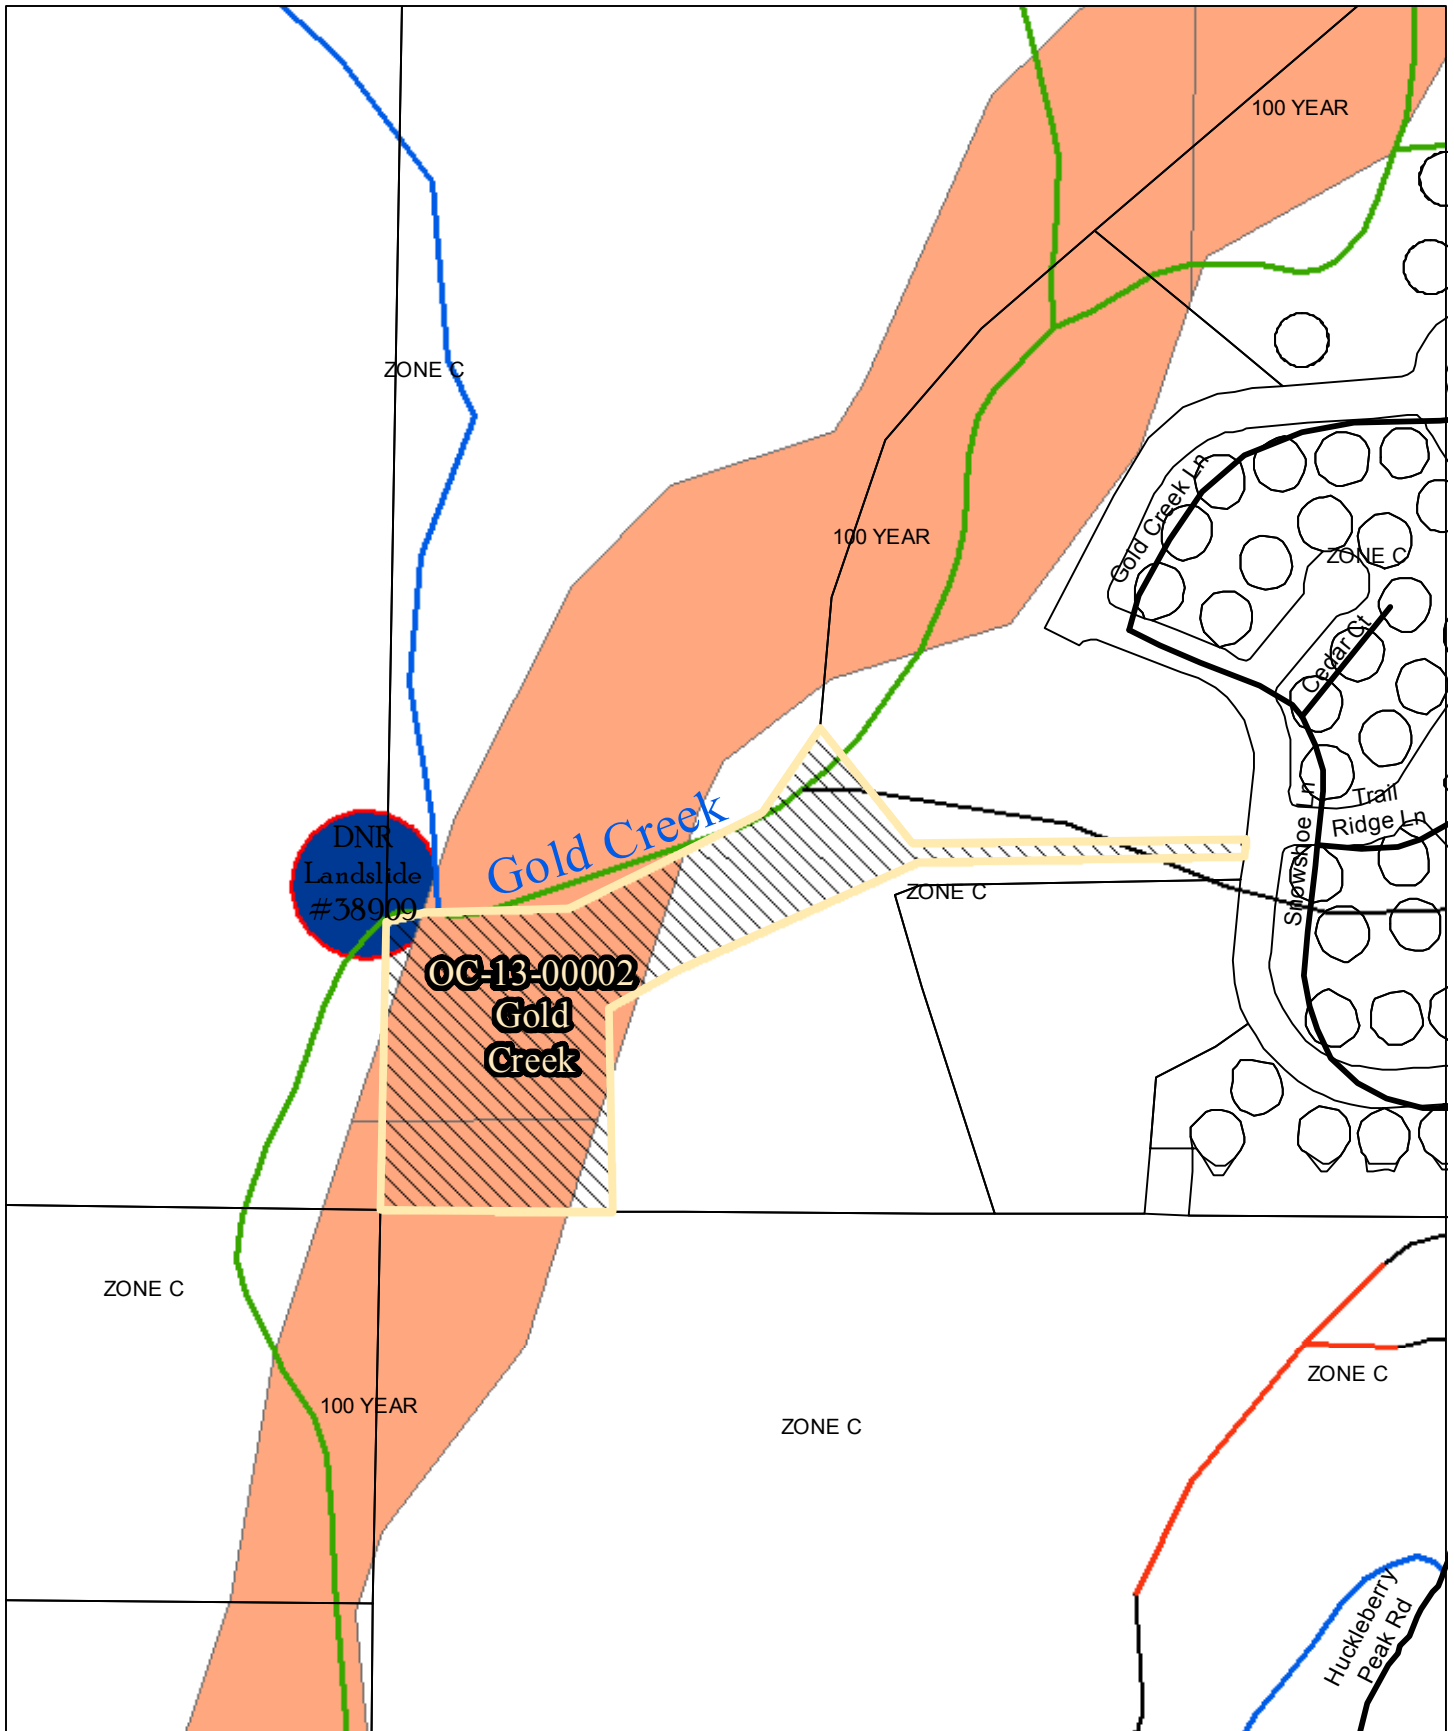 100 YEAR
ZONE C
Gold Creek Ln
100 YEAR
ZONE C
Cedar Ct
Trail
Ridge Ln
Snowshoe Ln
Gold Creek
DNR
Landslide
#38909
ZONE C
OC-13-00002
Gold
Creek
ZONE C
ZONE C
100 YEAR
ZONE C
Huckleberry
Peak Rd